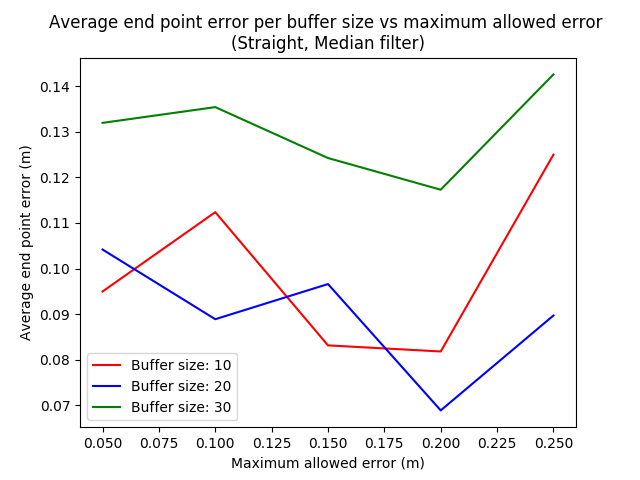 Average end point error per buffer size vs maximum allowed error
(Straight, Median filter)
Average end point error (m)
0.14
0.13
0.12
0.11
0.10
0.09
0.08
0.07
Buffer size: 10
Buffer size: 20
Buffer size: 30
0.050 0.075 0.100 0.125 0.150 0.175 0.200 0.225 0.250
Maximum allowed error (m)